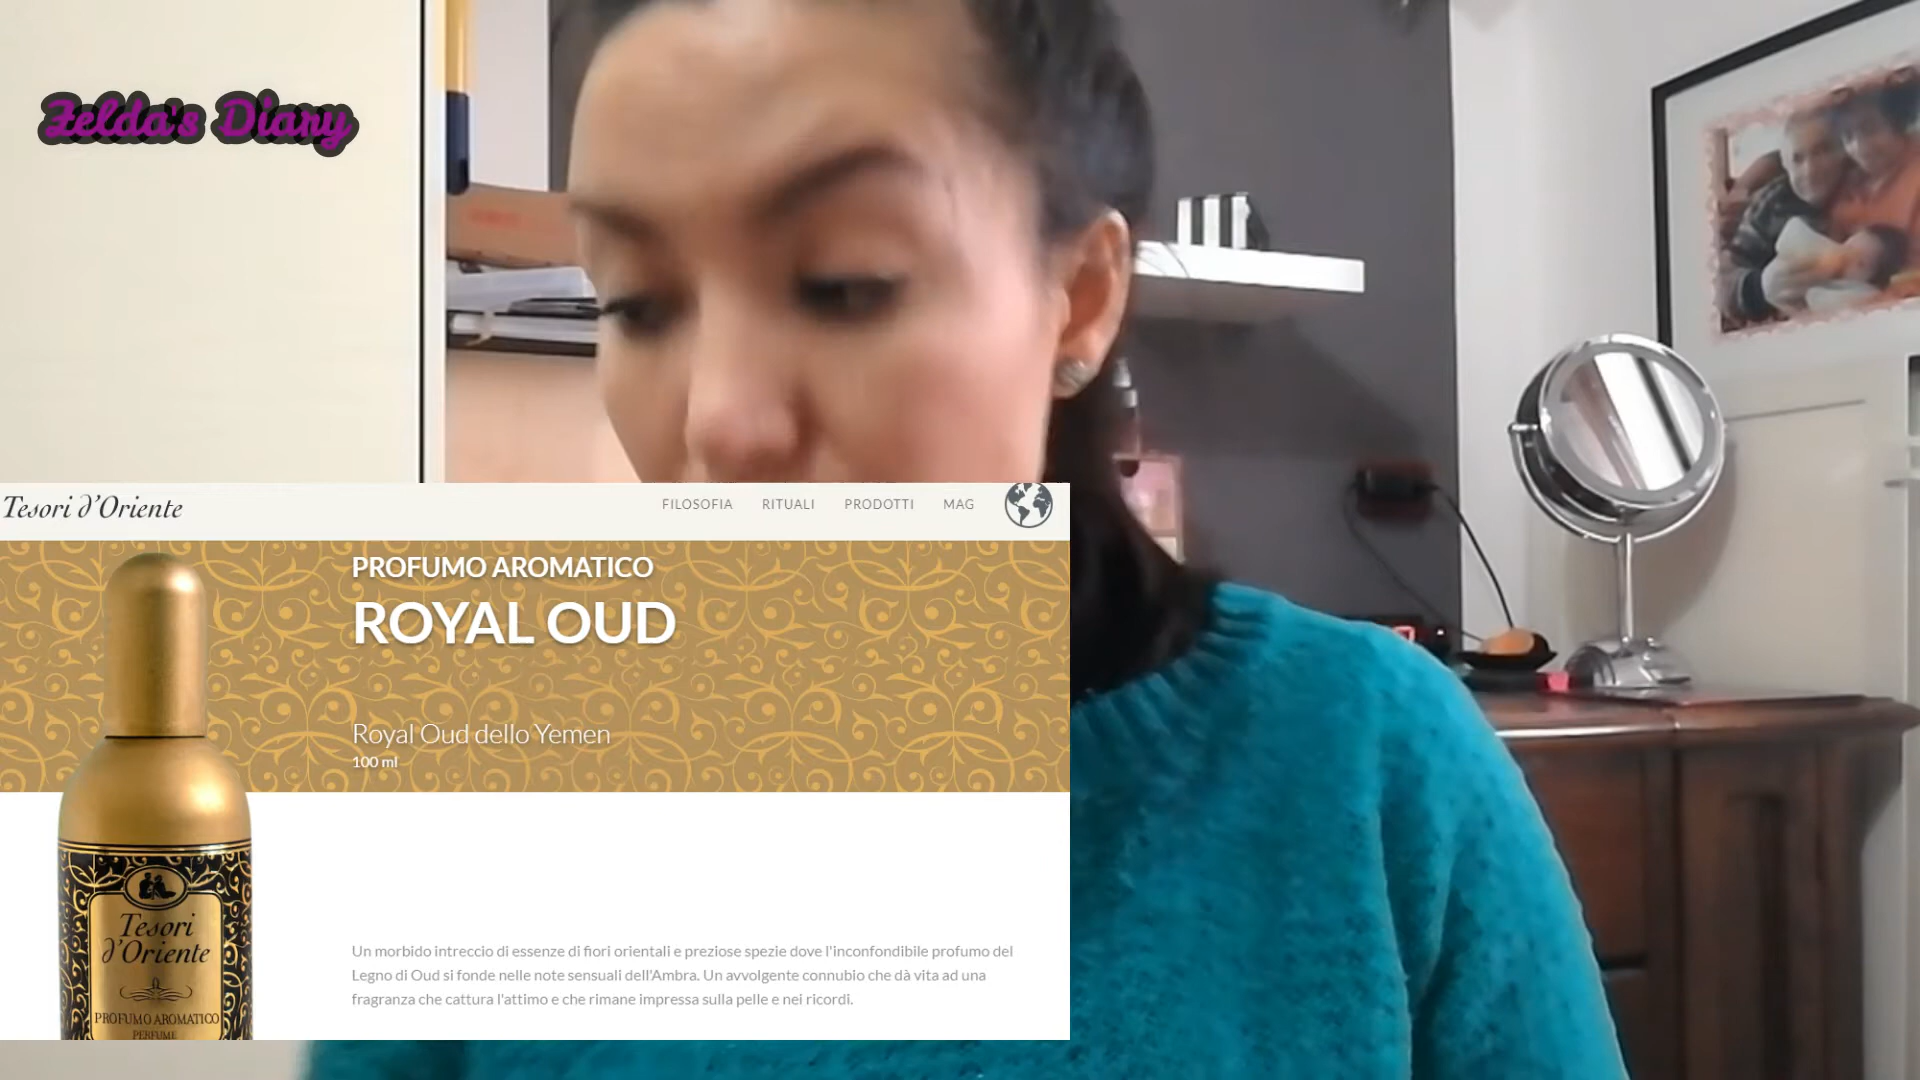 Zelda's Diary
Tesori d'Oriente
FILOSOFIA RITUALI PRODOTTI MAG
PROFUMO AROMATICO
ROYAL OUD
Royal Oud dello Yemen
100 ml
Un morbido intreccio di essenze di fiori orientali e preziose spezie dove l'inconfondibile profumo del
Legno di Oud si fonde nelle note sensuali dell'Ambra. Un avvolgente connubio che dà vita ad una
fragranza che cattura l'attimo e che rimane impressa sulla pelle e nei ricordi.
Tesori
d'Oriente
PROFUMO AROMATICO
PERFUME